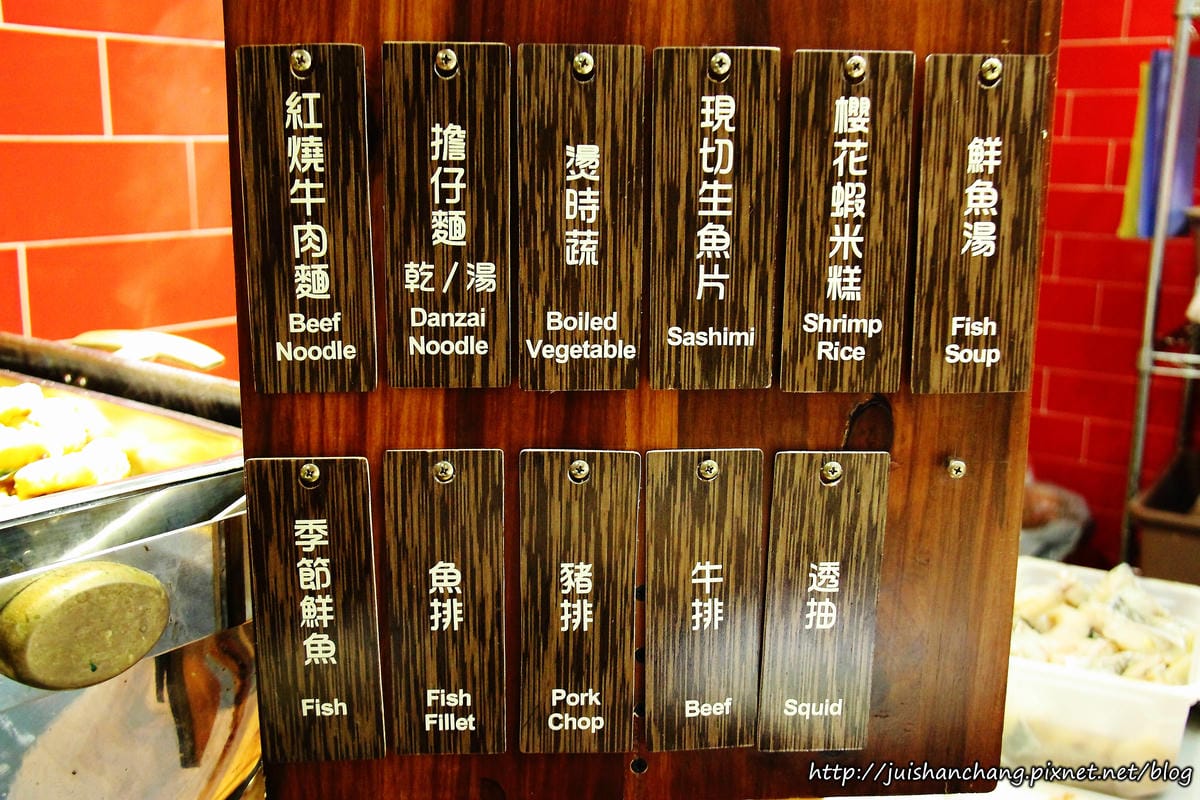 紅燒牛肉麵
Beef
Noodle
擔仔麵
乾/湯
Danzai
Noodle
燙時蔬
Boiled
Vegetable
現切生魚片
Sashimi
櫻花蝦米糕
Shrimp
Rice
鮮魚湯
Fish
Soup
季節鮮魚
Fish
魚排
Fish
Fillet
豬排
Pork
Chop
牛排
Beef
透抽
Squid
http://juishanchang.pixnet.net/blog